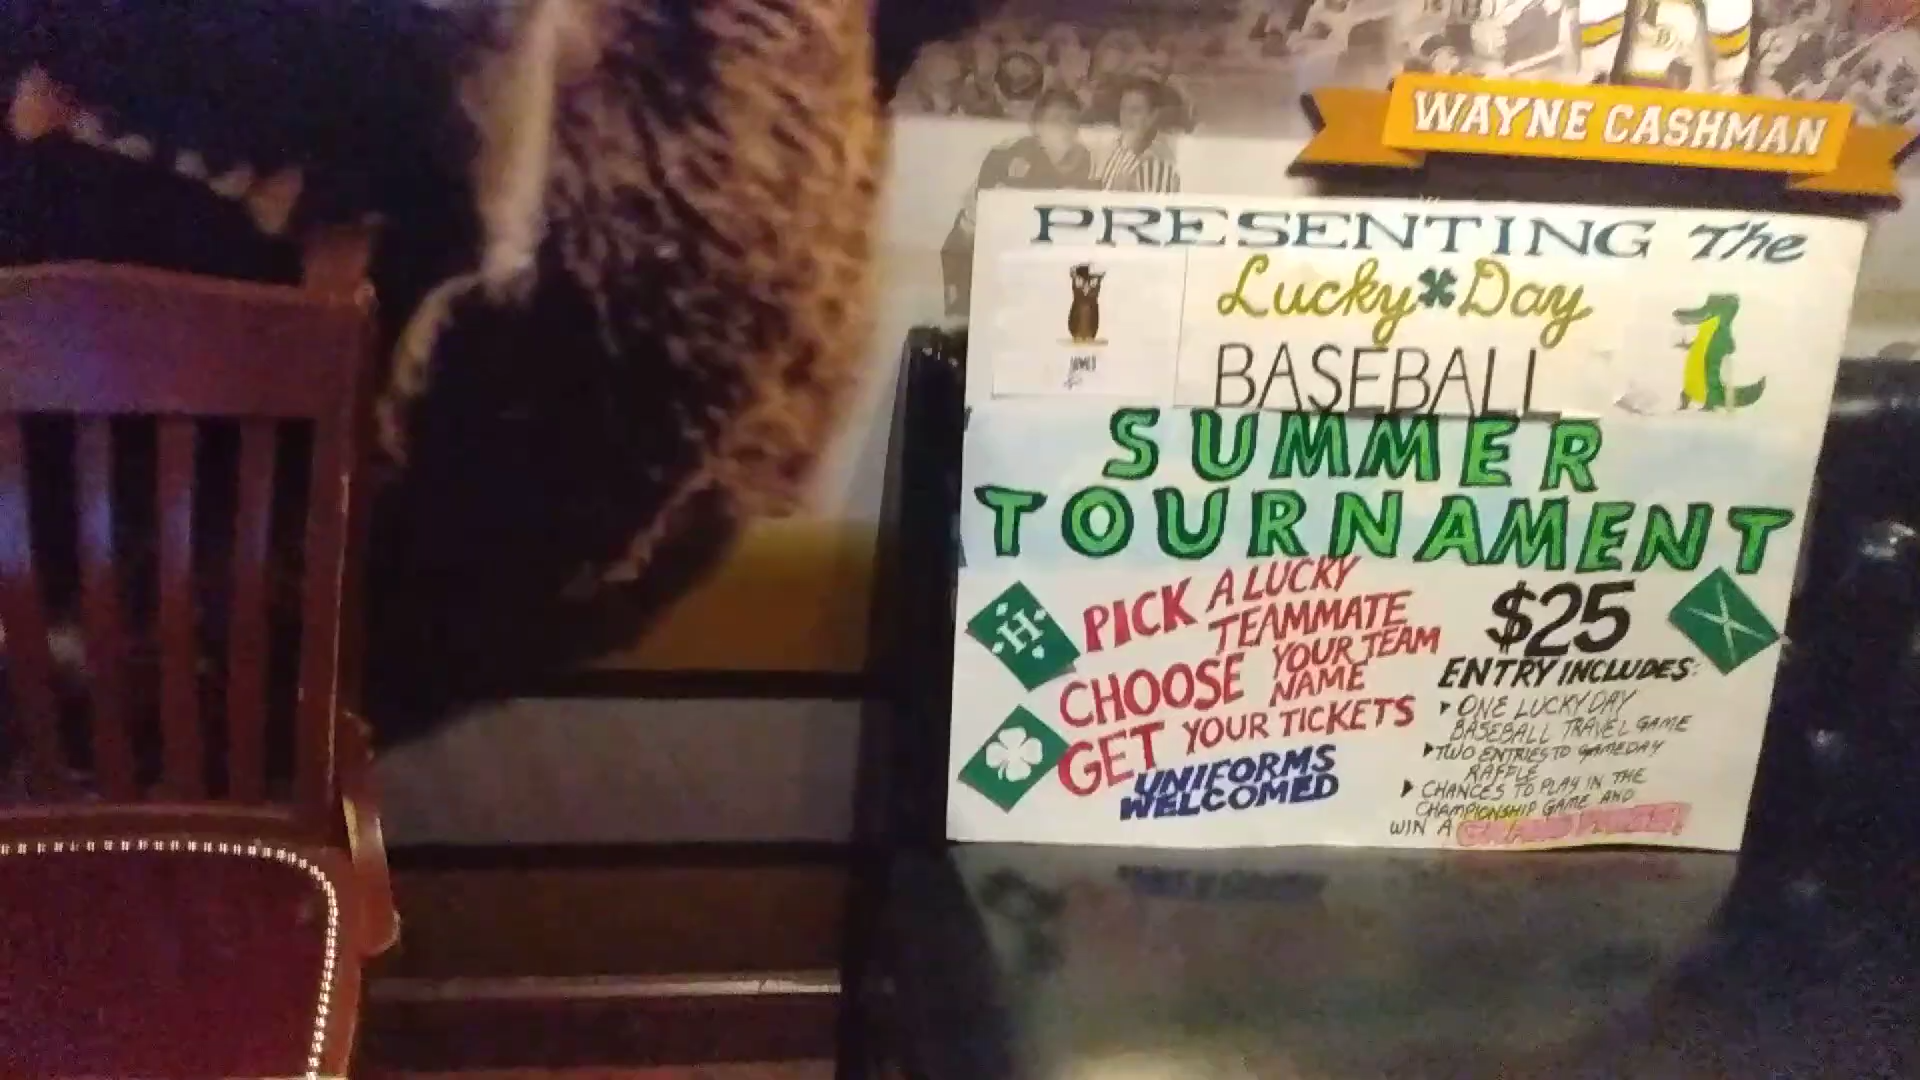 WAYNE CASHMAN
PRESENTING The
Lucky Day
BASEBALL
SUMMER
TOURNAMENT
PICK A LUCKY
TEAMMATE
CHOOSE YOUR TEAM
NAME
GET YOUR TICKETS
UNIFORMS
WELCOMED
H
$25
ENTRY INCLUDES:
ONE LUCKY DAY
BASEBALL TRAVEL GAME
TWO ENTRIES TO GAMEDAY
RAFFLE
CHANCES TO PLAY IN THE
CHAMPIONSHIP GAME AND
WIN A